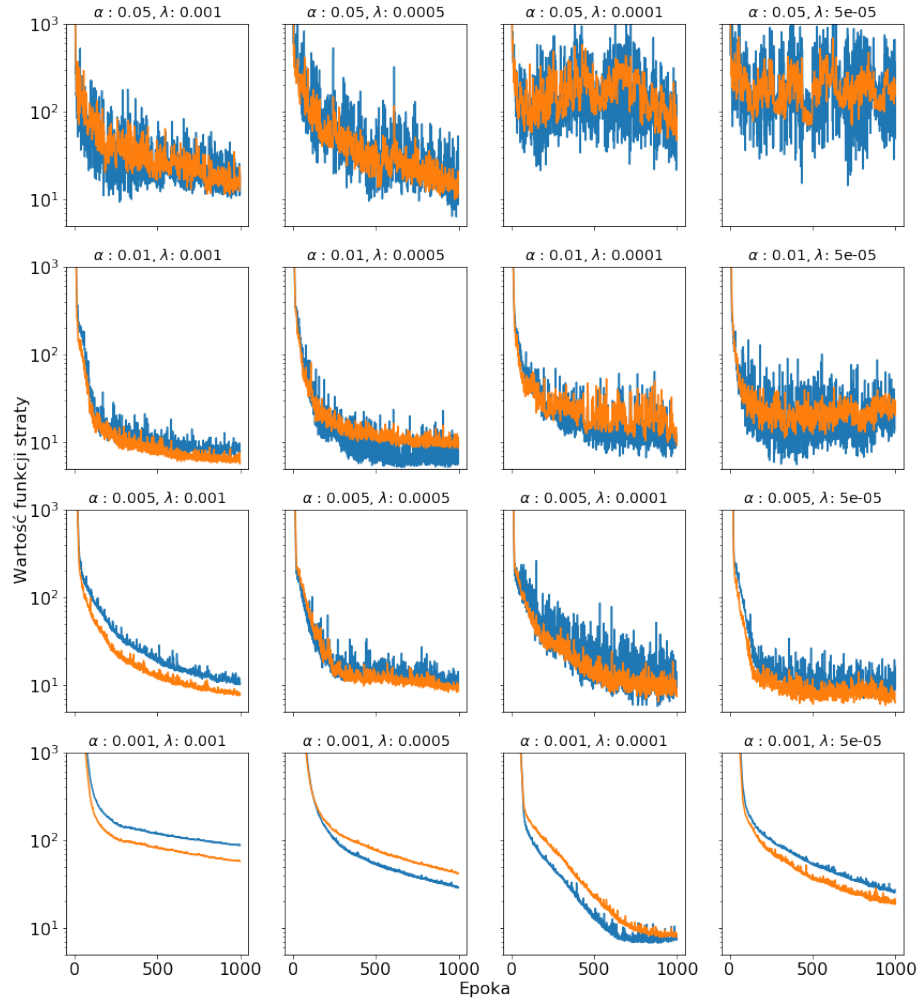 α : 0.05, λ: 0.001
α : 0.05, λ: 0.0005
α : 0.05, λ: 0.0001
α : 0.05, λ: 5e-05
10³
10²
10¹
α : 0.01, λ: 0.001
α : 0.01, λ: 0.0005
α : 0.01, λ: 0.0001
α : 0.01, λ: 5e-05
10³
10²
10¹
Wartość funkcji straty
α : 0.005, λ: 0.001
α : 0.005, λ: 0.0005
α : 0.005, λ: 0.0001
α : 0.005, λ: 5e-05
10³
10²
10¹
α : 0.001, λ: 0.001
α : 0.001, λ: 0.0005
α : 0.001, λ: 0.0001
α : 0.001, λ: 5e-05
10³
10²
10¹
0 500 1000
0 500 1000
0 500 1000
0 500 1000
Epoka